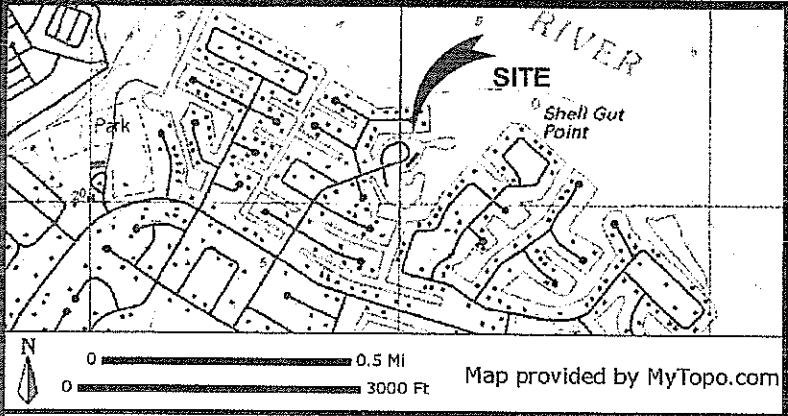 RIVER
SITE
Shell Gut
Point
Park
N
0 0.5 Mi
0 3000 Ft
Map provided by MyTopo.com